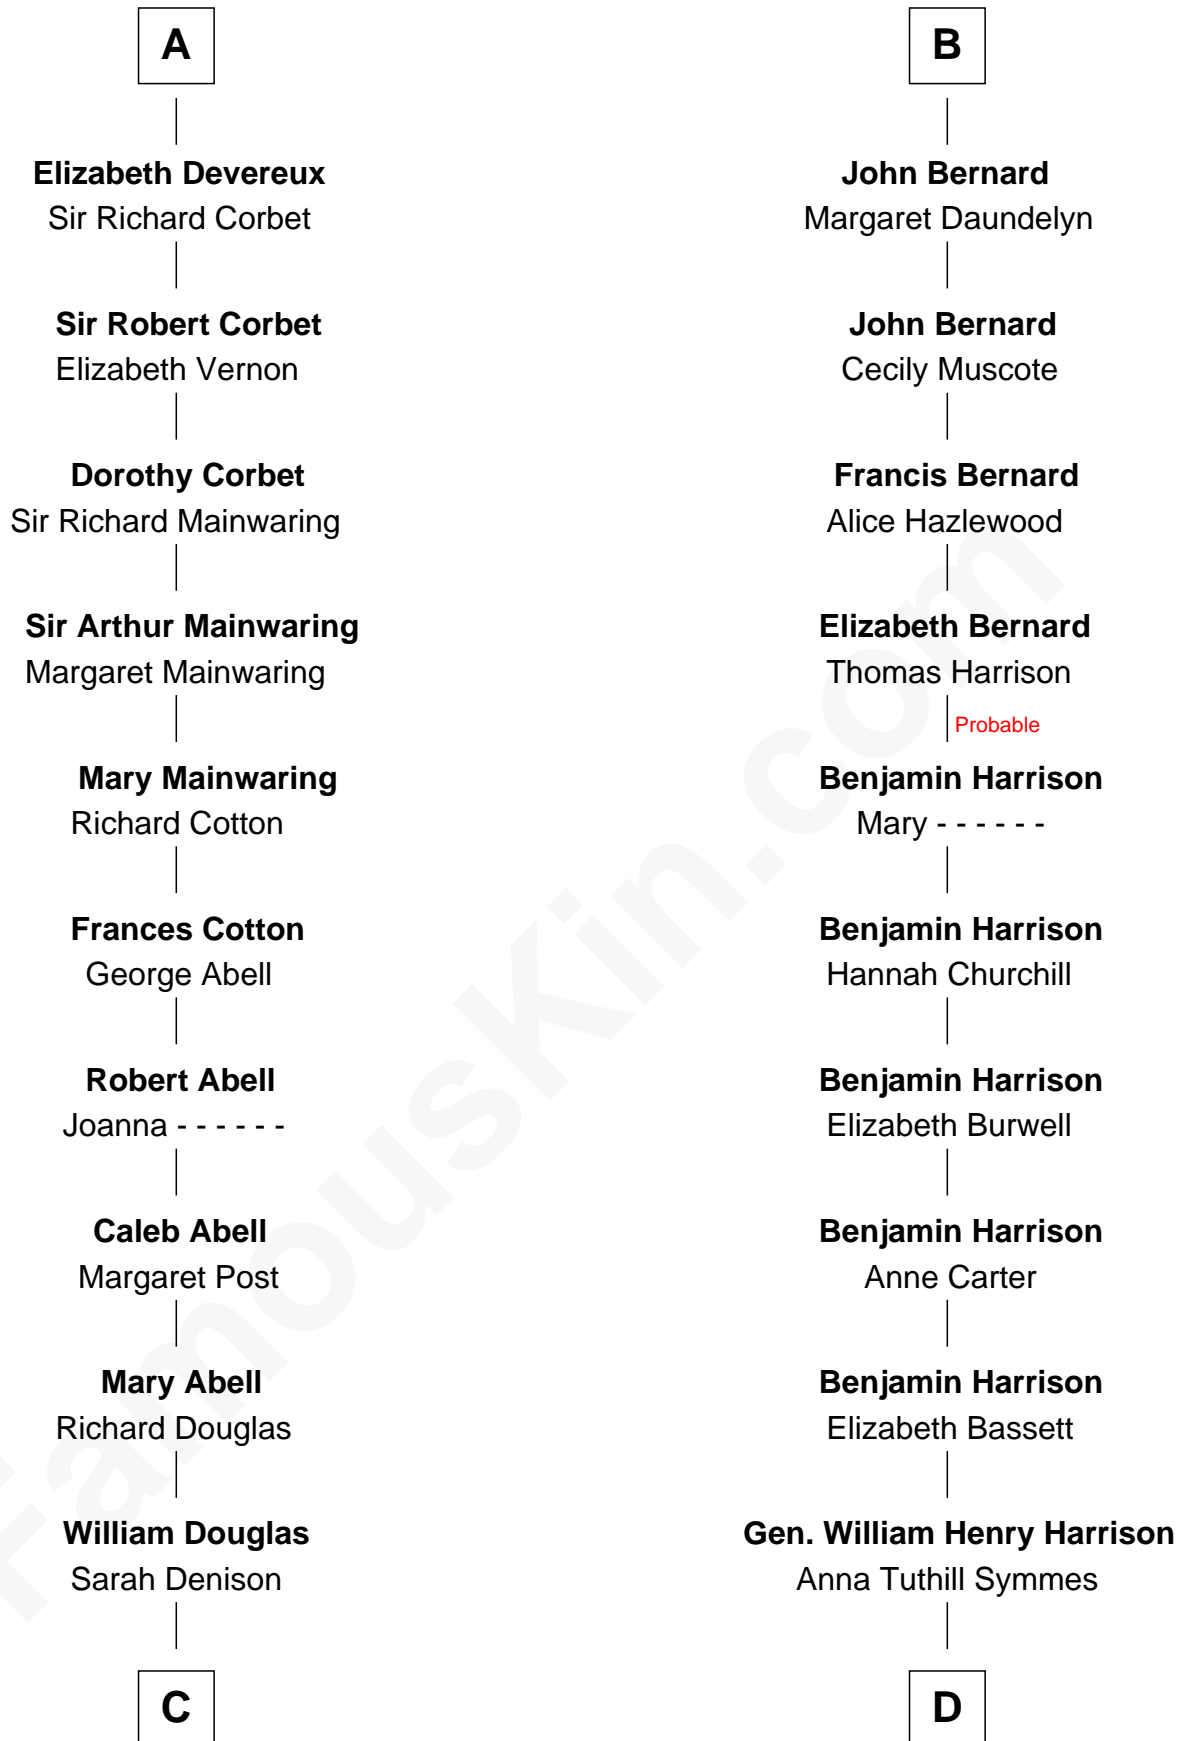 A
Elizabeth Devereux
Sir Richard Corbet
Sir Robert Corbet
Elizabeth Vernon
Dorothy Corbet
Sir Richard Mainwaring
Sir Arthur Mainwaring
Margaret Mainwaring
Mary Mainwaring
Richard Cotton
Frances Cotton
George Abell
Robert Abell
Joanna - - - - - -
Caleb Abell
Margaret Post
Mary Abell
Richard Douglas
William Douglas
Sarah Denison
C
B
John Bernard
Margaret Daundelyn
John Bernard
Cecily Muscote
Francis Bernard
Alice Hazlewood
Elizabeth Bernard
Thomas Harrison
Probable
Benjamin Harrison
Mary - - - - - -
Benjamin Harrison
Hannah Churchill
Benjamin Harrison
Elizabeth Burwell
Benjamin Harrison
Anne Carter
Benjamin Harrison
Elizabeth Bassett
Gen. William Henry Harrison
Anna Tuthill Symmes
D
FamousKin.com